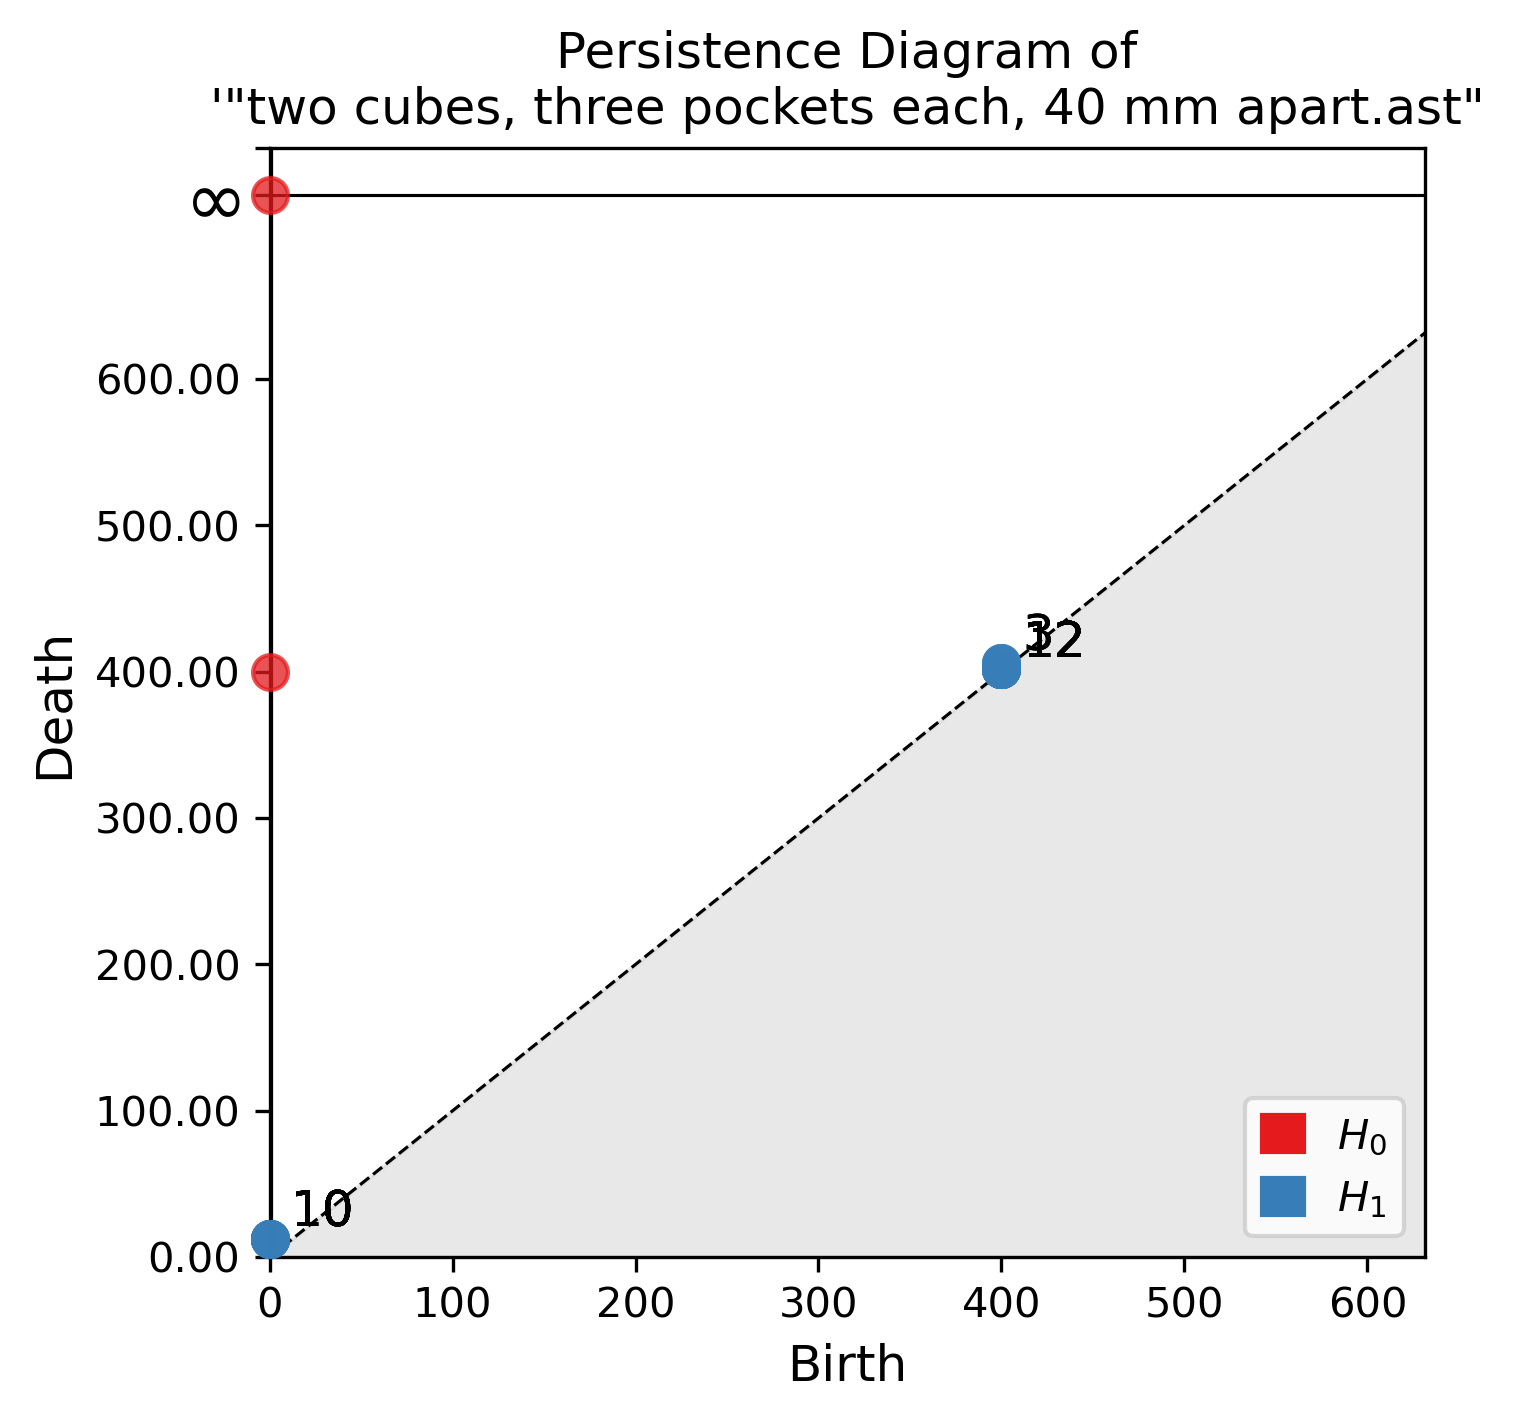 Persistence Diagram of
'"two cubes, three pockets each, 40 mm apart.ast"
∞
600.00
500.00
400.00
300.00
200.00
100.00
0.00
Death
3
12
10
H₀
H₁
0 100 200 300 400 500 600
Birth